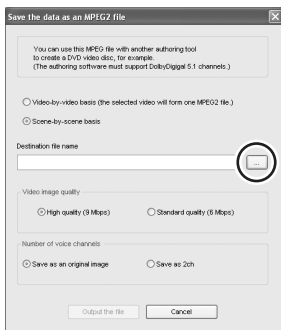 Save the data as an MPEG2 file
You can use this MPEG file with another authoring tool
to create a DVD video disc, for example.
(The authoring software must support DolbyDigigal 5.1 channels.)
Video-by-video basis (the selected video will form one MPEG2 file.)
Scene-by-scene basis
Destination file name
...
Video image quality
High quality (9 Mbps)
Standard quality (6 Mbps)
Number of voice channels
Save as an original image
Save as 2ch
Output the file
Cancel